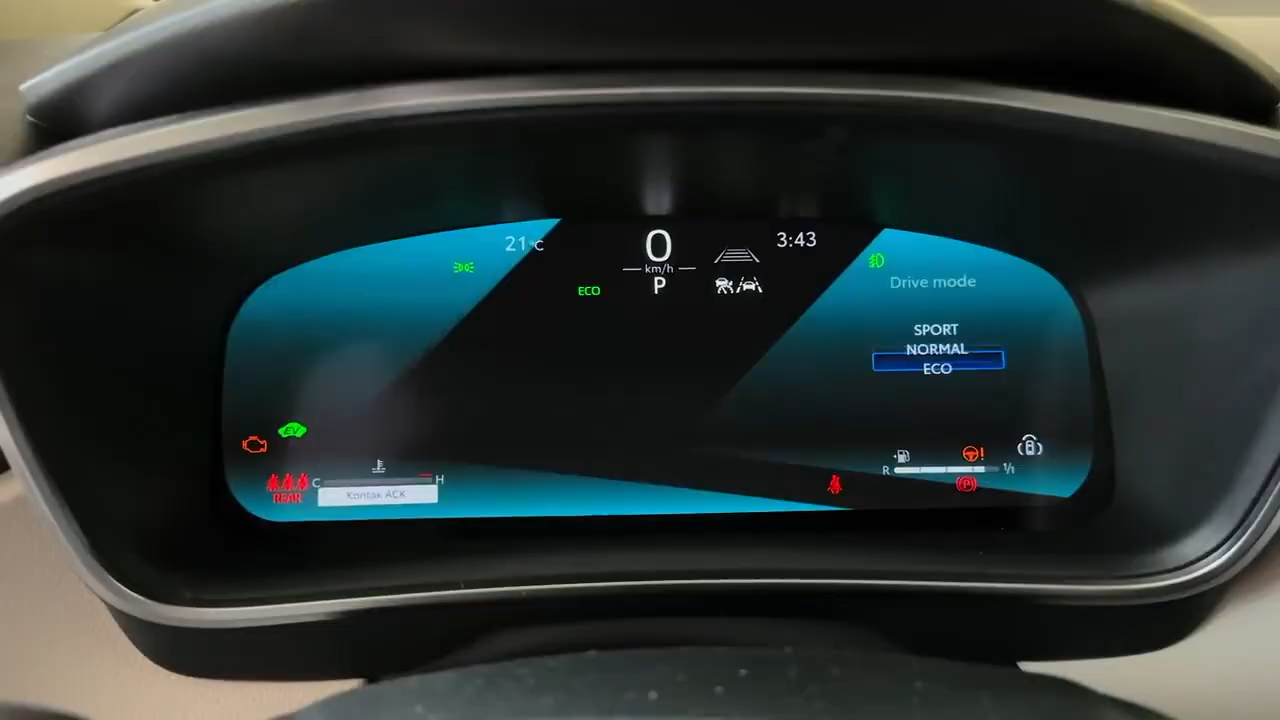 21°C
0
km/h
P
3:43
ECO
Drive mode
SPORT
NORMAL
ECO
EV
REAR
C
H
Kontak ACK
R
1/1
P